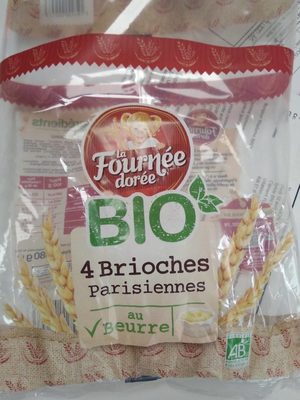 la
Fournée
dorée
BIO
4 Brioches
Parisiennes
au
Beurre
AB